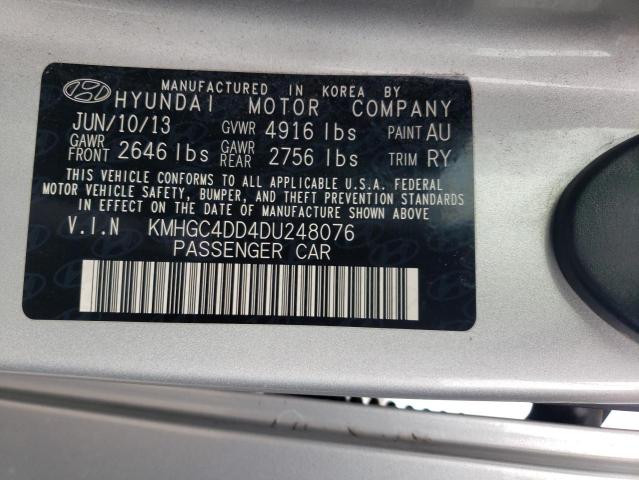 MANUFACTURED IN KOREA BY
HYUNDAI MOTOR COMPANY
JUN/10/13 GVWR 4916 lbs PAINT AU
GAWR FRONT 2646 lbs GAWR REAR 2756 lbs TRIM RY
THIS VEHICLE CONFORMS TO ALL APPLICABLE U.S.A. FEDERAL
MOTOR VEHICLE SAFETY, BUMPER, AND THEFT PREVENTION STANDARDS
IN EFFECT ON THE DATE OF MANUFACTURE SHOWN ABOVE
V.I.N KMHGC4DD4DU248076
PASSENGER CAR